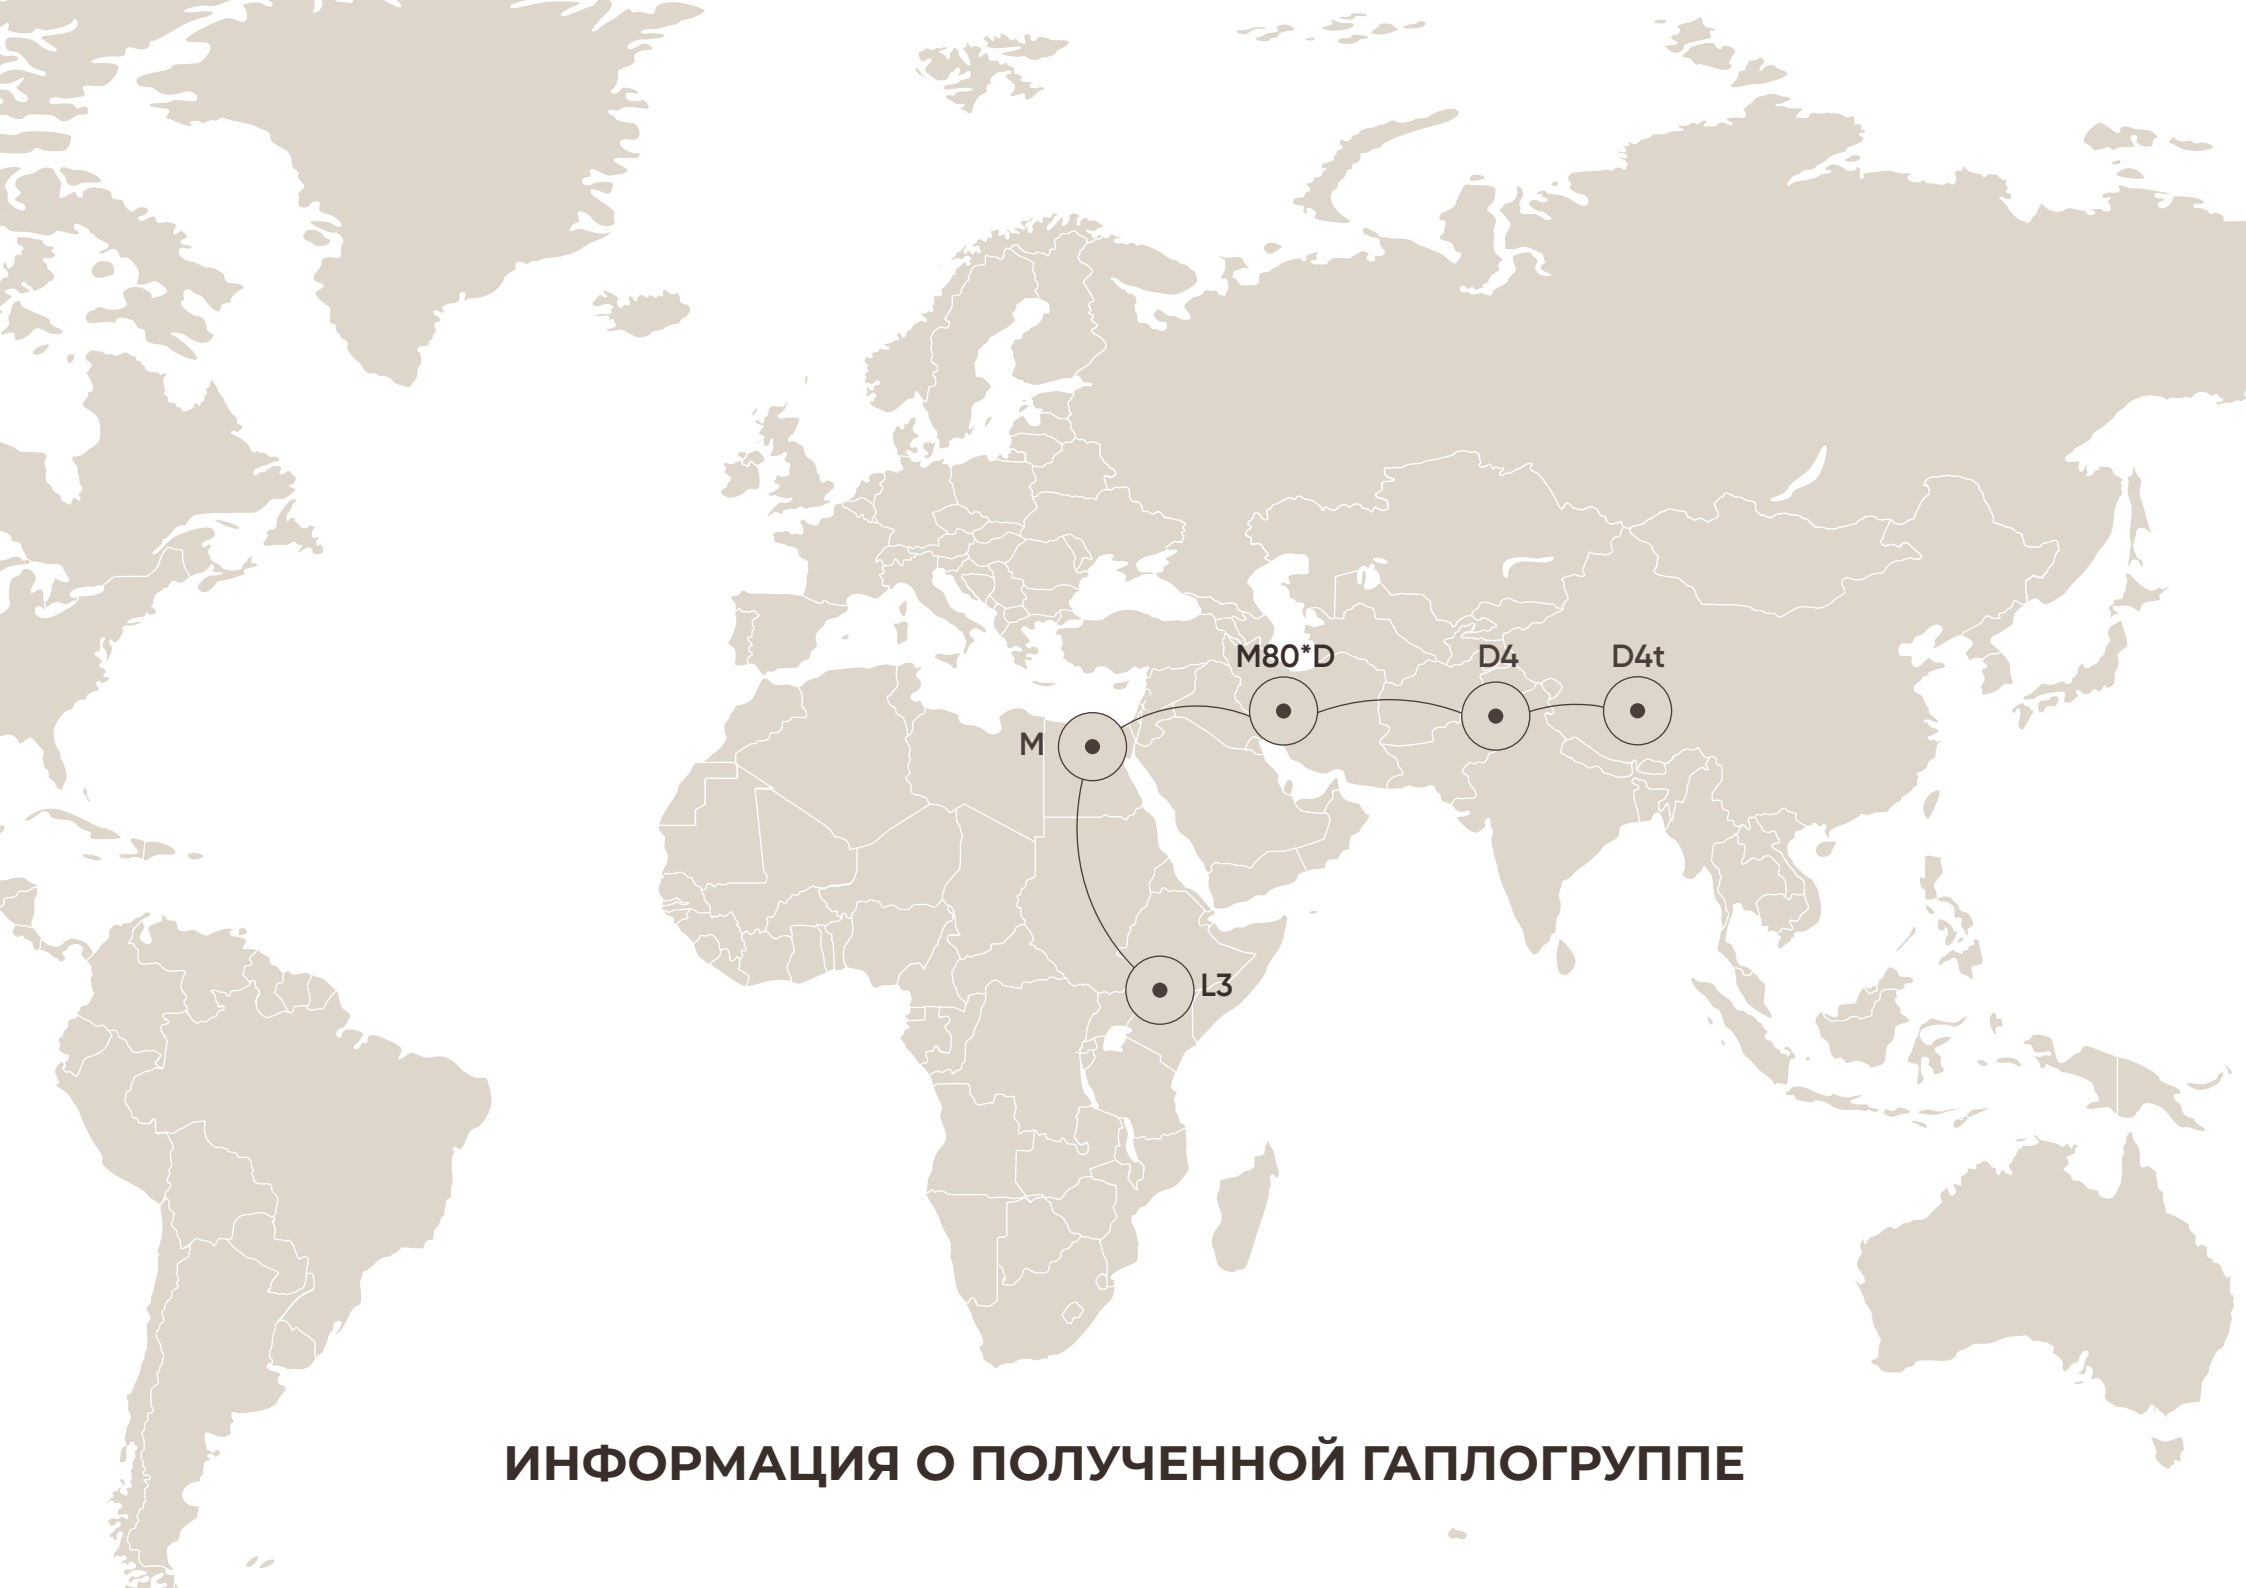 M80*D
D4
D4t
M
L3
ИНФОРМАЦИЯ О ПОЛУЧЕННОЙ ГАПЛОГРУППЕ